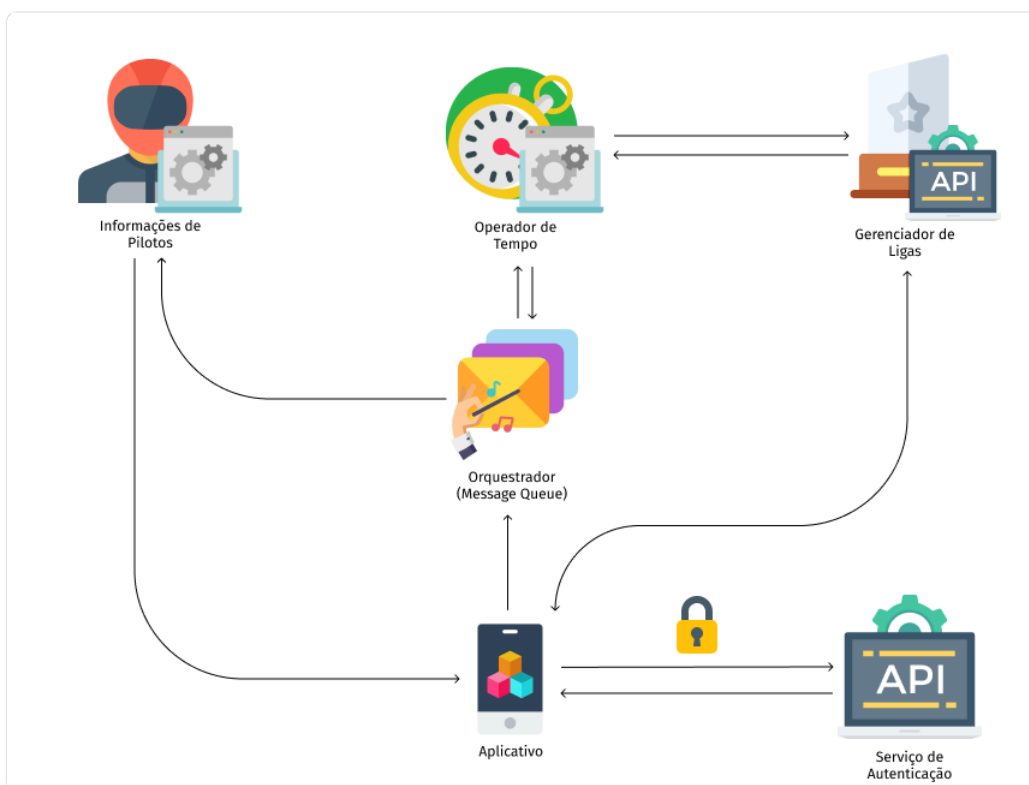 Informações de
Pilotos
Operador de
Tempo
API
Gerenciador de
Ligas
Orquestrador
(Message Queue)
Aplicativo
API
Serviço de
Autenticação